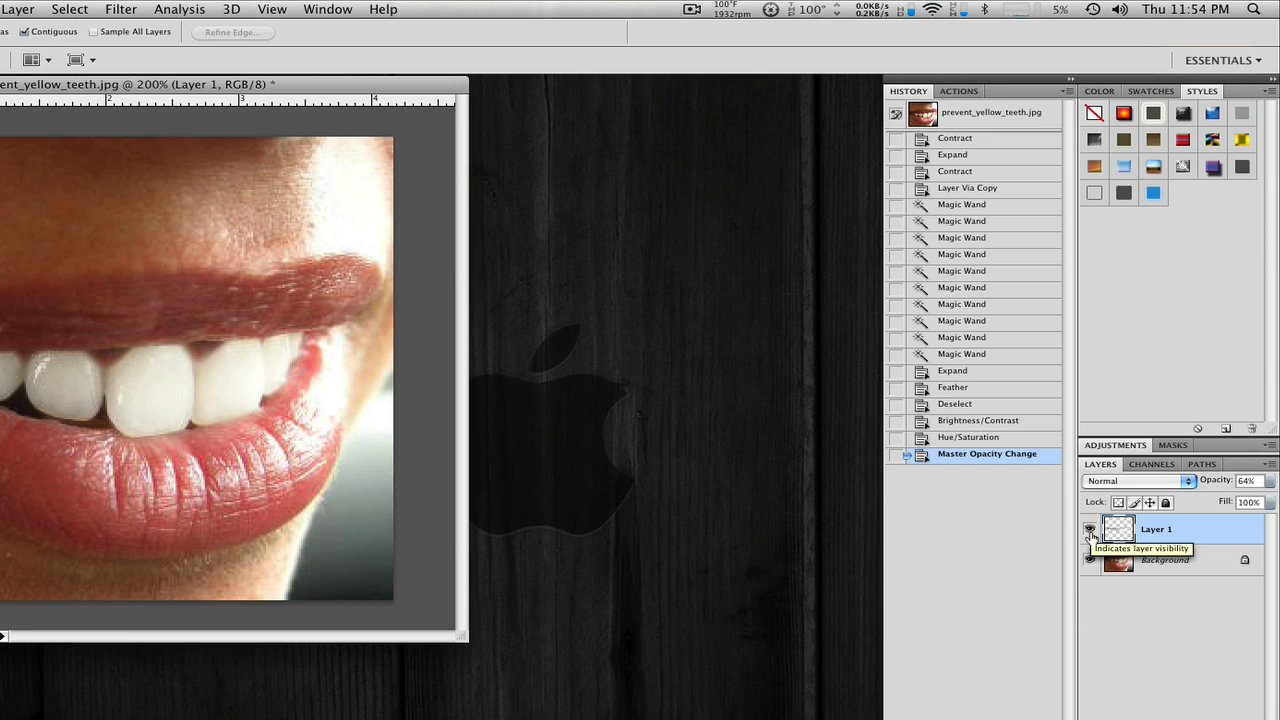 Layer Select Filter Analysis 3D View Window Help 100°F 1932rpm 100° 0.0KB/s 0.2KB/s 5% Thu 11:54 PM
as Contiguous Sample All Layers Refine Edge...
ESSENTIALS
ent_yellow_teeth.jpg @ 200% (Layer 1, RGB/8) *
2 3 4
HISTORY ACTIONS
prevent_yellow_teeth.jpg
Contract
Expand
Contract
Layer Via Copy
Magic Wand
Magic Wand
Magic Wand
Magic Wand
Magic Wand
Magic Wand
Magic Wand
Magic Wand
Magic Wand
Magic Wand
Expand
Feather
Deselect
Brightness/Contrast
Hue/Saturation
Master Opacity Change
COLOR SWATCHES STYLES
ADJUSTMENTS MASKS
LAYERS CHANNELS PATHS
Normal Opacity: 64%
Lock: Fill: 100%
Layer 1
Indicates layer visibility
Background